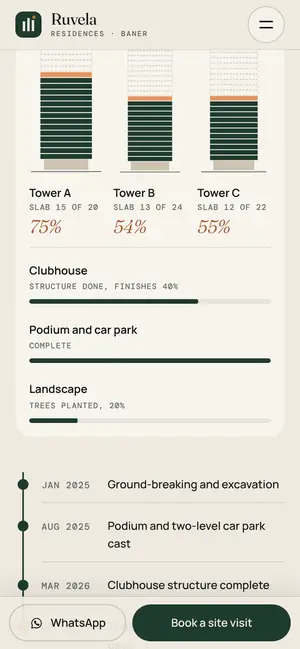 Ruvela
RESIDENCES · BANER
Tower A
SLAB 15 OF 20
75%
Tower B
SLAB 13 OF 24
54%
Tower C
SLAB 12 OF 22
55%
Clubhouse
STRUCTURE DONE, FINISHES 40%
Podium and car park
COMPLETE
Landscape
TREES PLANTED, 20%
JAN 2025 Ground-breaking and excavation
AUG 2025 Podium and two-level car park
cast
MAR 2026 Clubhouse structure complete
WhatsApp
Book a site visit